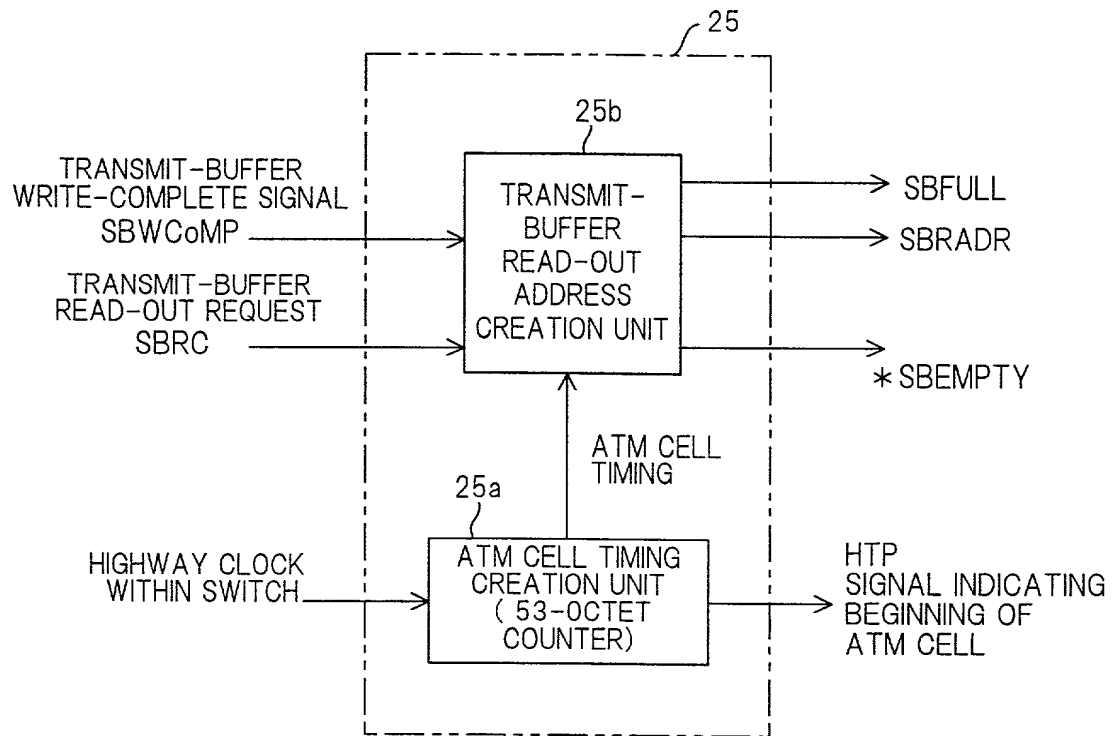 25
25b
TRANSMIT-BUFFER
WRITE-COMPLETE SIGNAL
SBWCoMP
TRANSMIT-BUFFER
READ-OUT REQUEST
SBRC
TRANSMIT-
BUFFER
READ-OUT
ADDRESS
CREATION UNIT
SBFULL
SBRADR
*SBEMPTY
ATM CELL
TIMING
25a
HIGHWAY CLOCK
WITHIN SWITCH
ATM CELL TIMING
CREATION UNIT
( 53-OCTET
COUNTER)
HTP
SIGNAL INDICATING
BEGINNING OF
ATM CELL